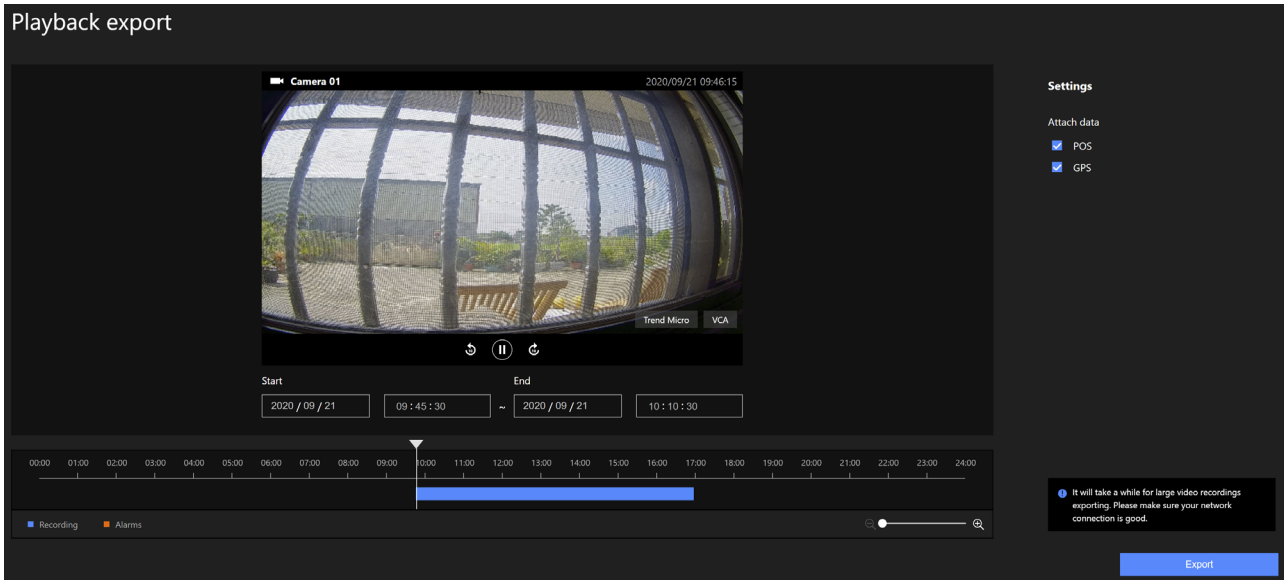 Playback export
Camera 01
2020/09/21 09:46:15
Trend Micro
VCA
Start
End
2020 / 09 / 21
09 : 45 : 30
~
2020 / 09 / 21
10 : 10 : 30
00:00 01:00 02:00 03:00 04:00 05:00 06:00 07:00 08:00 09:00 10:00 11:00 12:00 13:00 14:00 15:00 16:00 17:00 18:00 19:00 20:00 21:00 22:00 23:00 24:00
Recording
Alarms
Settings
Attach data
POS
GPS
It will take a while for large video recordings
exporting. Please make sure your network
connection is good.
Export